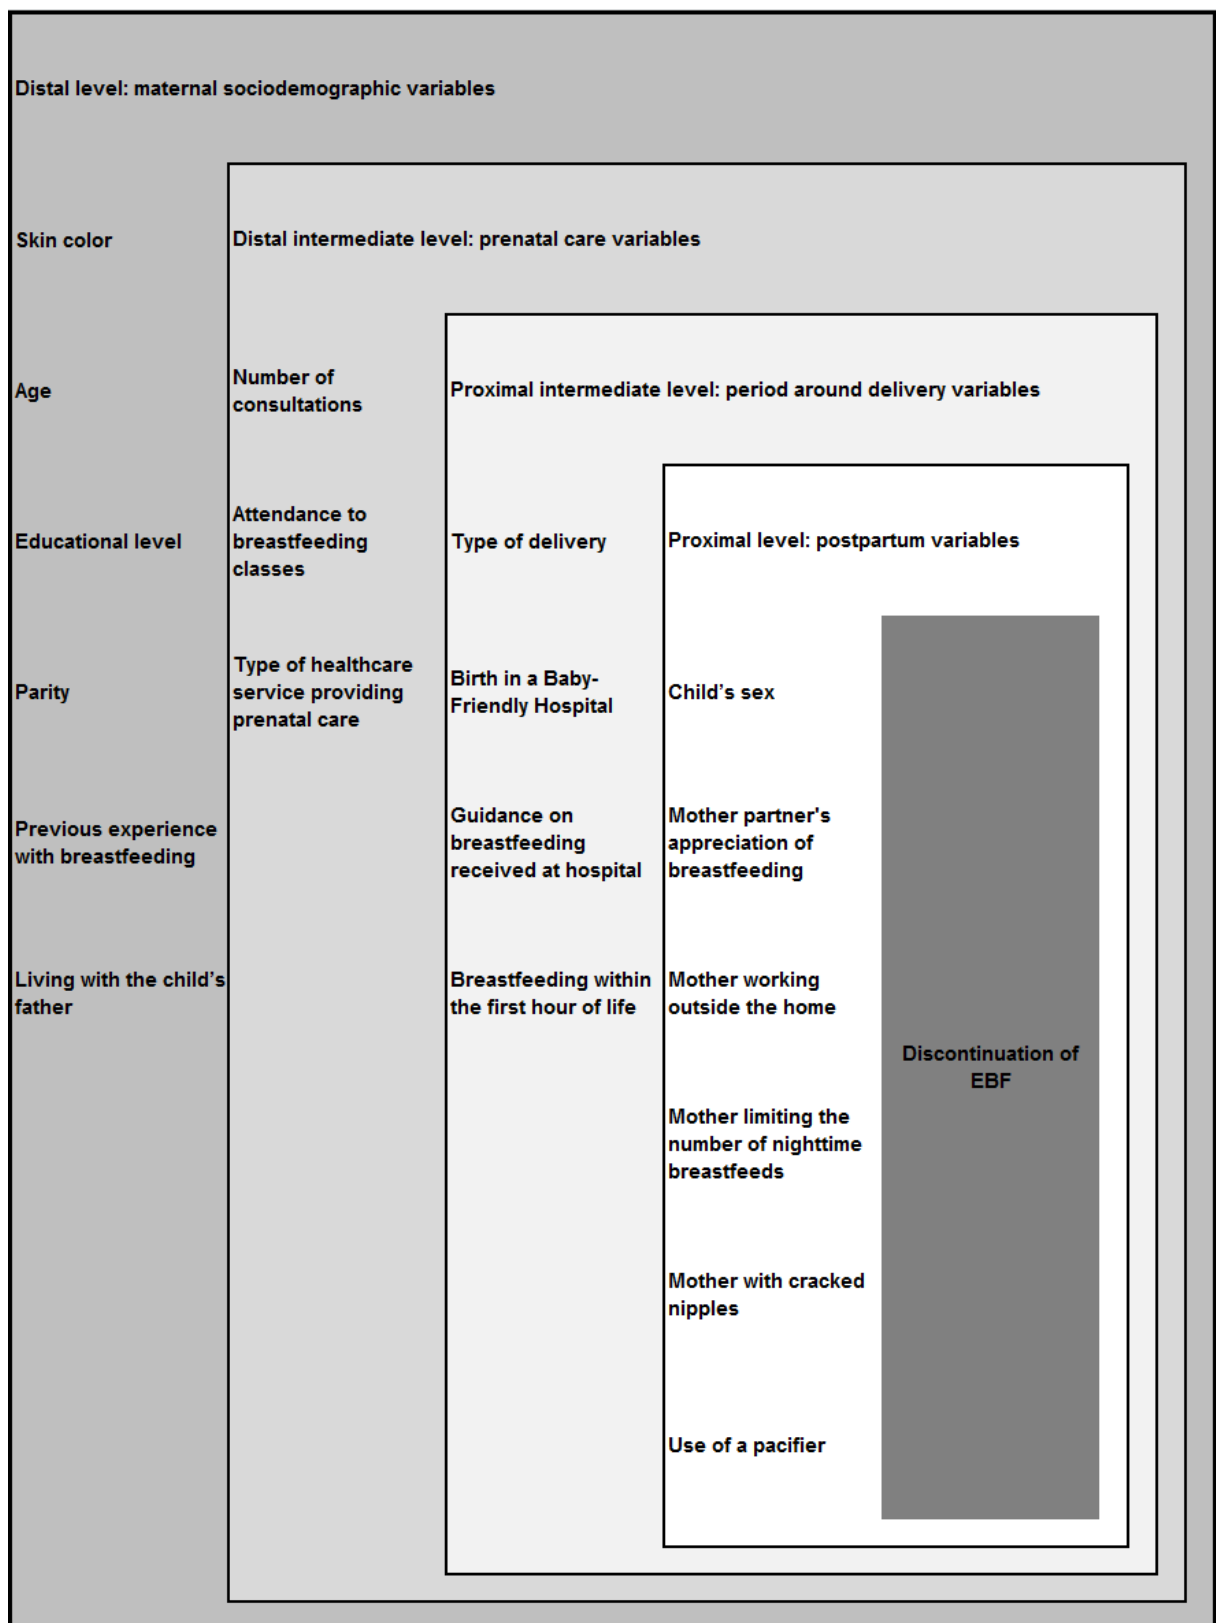 Distal level: maternal sociodemographic variables
Skin color
Age
Educational level
Parity
Previous experience
with breastfeeding
Living with the child’s
father
Distal intermediate level: prenatal care variables
Number of
consultations
Attendance to
breastfeeding
classes
Type of healthcare
service providing
prenatal care
Proximal intermediate level: period around delivery variables
Type of delivery
Birth in a Baby-
Friendly Hospital
Guidance on
breastfeeding
received at hospital
Breastfeeding within
the first hour of life
Proximal level: postpartum variables
Child’s sex
Mother partner's
appreciation of
breastfeeding
Mother working
outside the home
Mother limiting the
number of nighttime
breastfeeds
Mother with cracked
nipples
Use of a pacifier
Discontinuation of
EBF